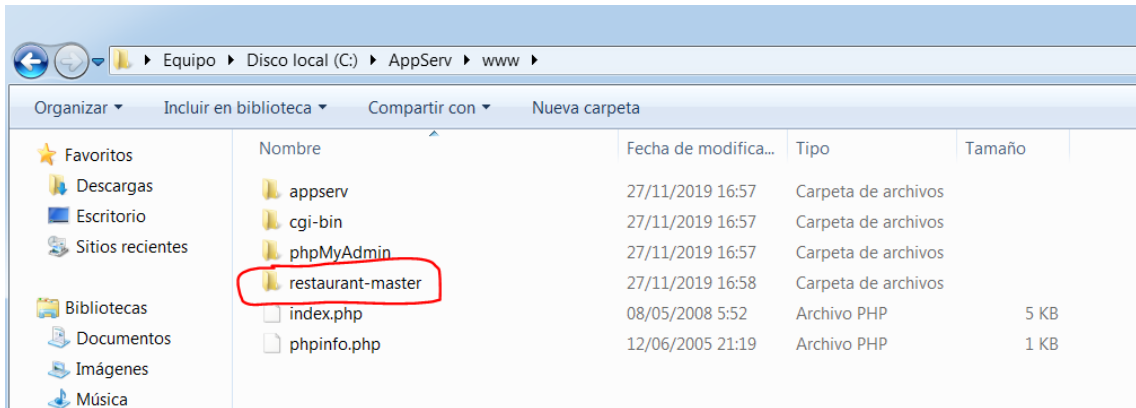 Equipo Disco local (C:) AppServ www
Organizar Incluir en biblioteca Compartir con Nueva carpeta
Favoritos
Descargas
Escritorio
Sitios recientes
Bibliotecas
Documentos
Imágenes
Música
Nombre Fecha de modifica... Tipo Tamaño
appserv 27/11/2019 16:57 Carpeta de archivos
cgi-bin 27/11/2019 16:57 Carpeta de archivos
phpMyAdmin 27/11/2019 16:57 Carpeta de archivos
restaurant-master 27/11/2019 16:58 Carpeta de archivos
index.php 08/05/2008 5:52 Archivo PHP 5 KB
phpinfo.php 12/06/2005 21:19 Archivo PHP 1 KB